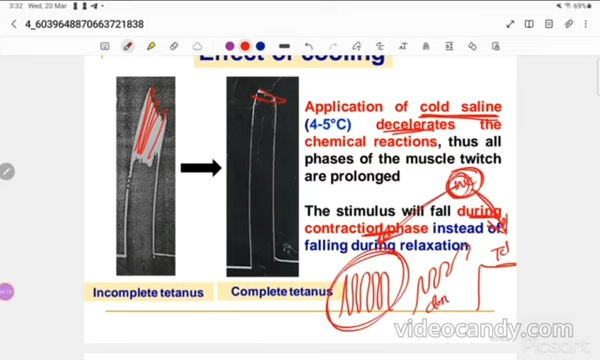 3:32 Wed, 20 Mar
69%
4_6039648870663721838
Effect of cooling
Application of cold saline
(4-5°C) decelerates the
chemical reactions, thus all
phases of the muscle twitch
are prolonged
The stimulus will fall during
contraction phase instead of
falling during relaxation
Incomplete tetanus
Complete tetanus
videocandy.com
Picsart